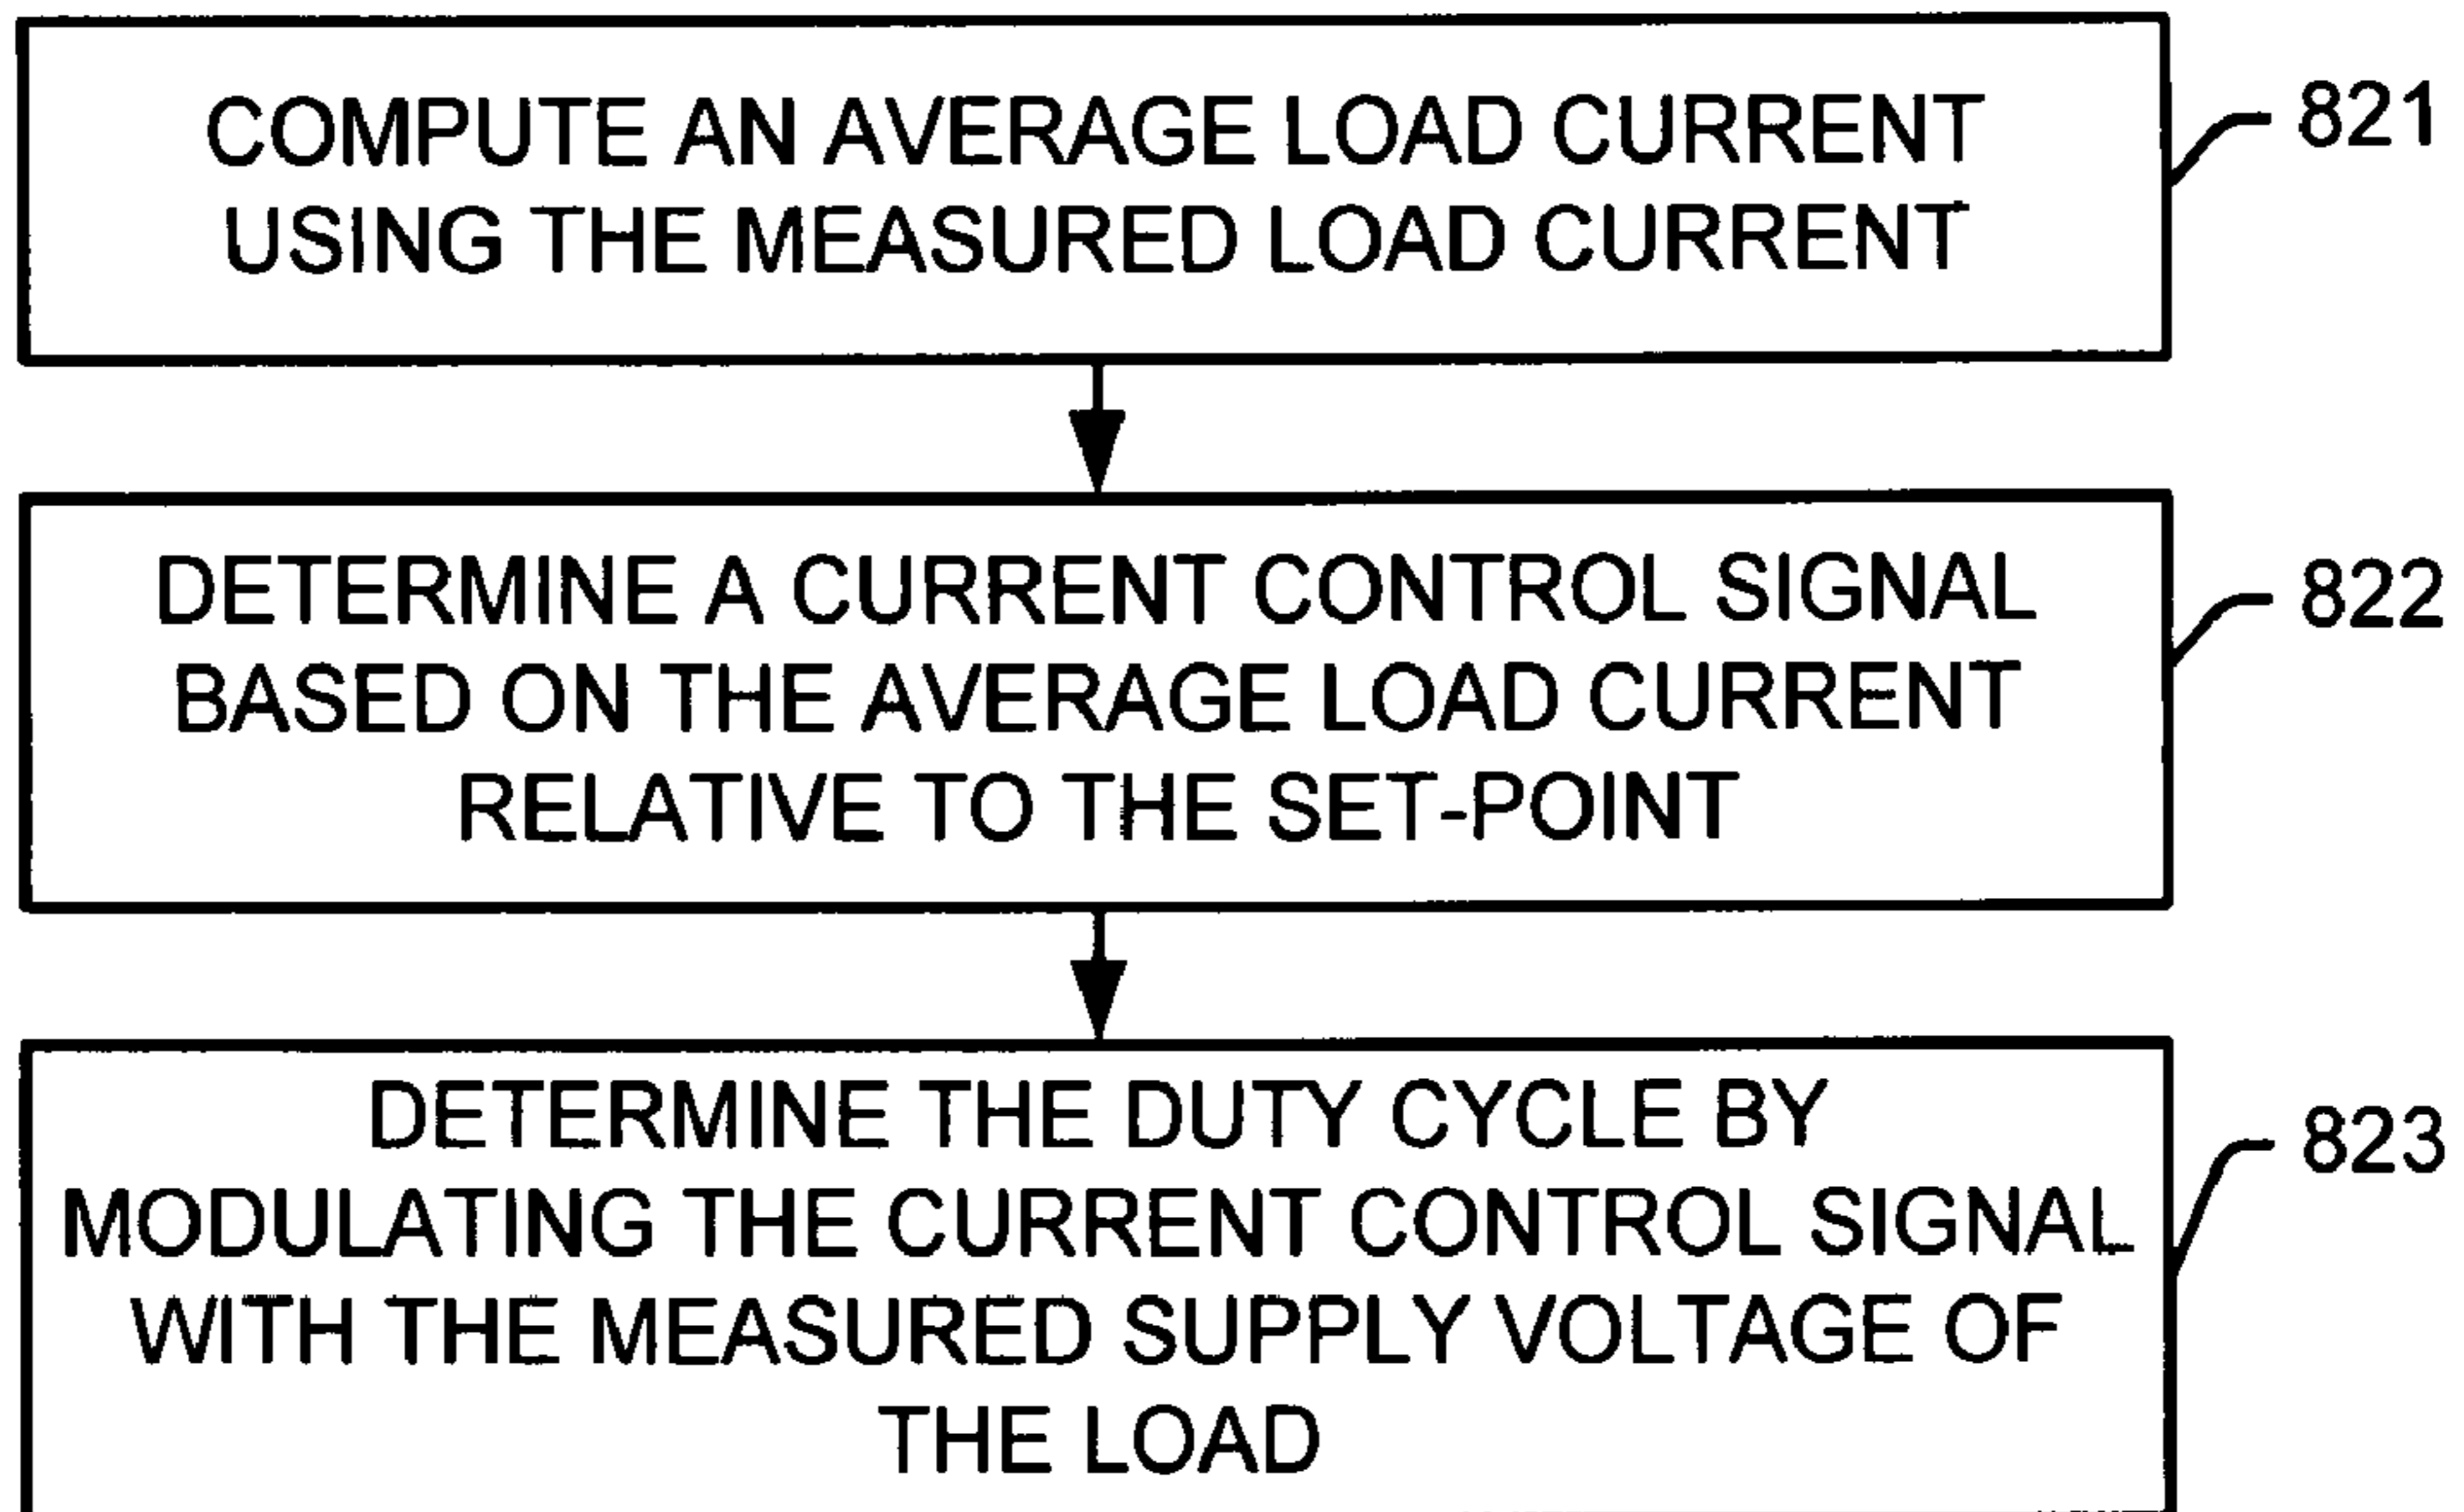 COMPUTE AN AVERAGE LOAD CURRENT
USING THE MEASURED LOAD CURRENT
821
DETERMINE A CURRENT CONTROL SIGNAL
BASED ON THE AVERAGE LOAD CURRENT
RELATIVE TO THE SET-POINT
822
DETERMINE THE DUTY CYCLE BY
MODULATING THE CURRENT CONTROL SIGNAL
WITH THE MEASURED SUPPLY VOLTAGE OF
THE LOAD
823